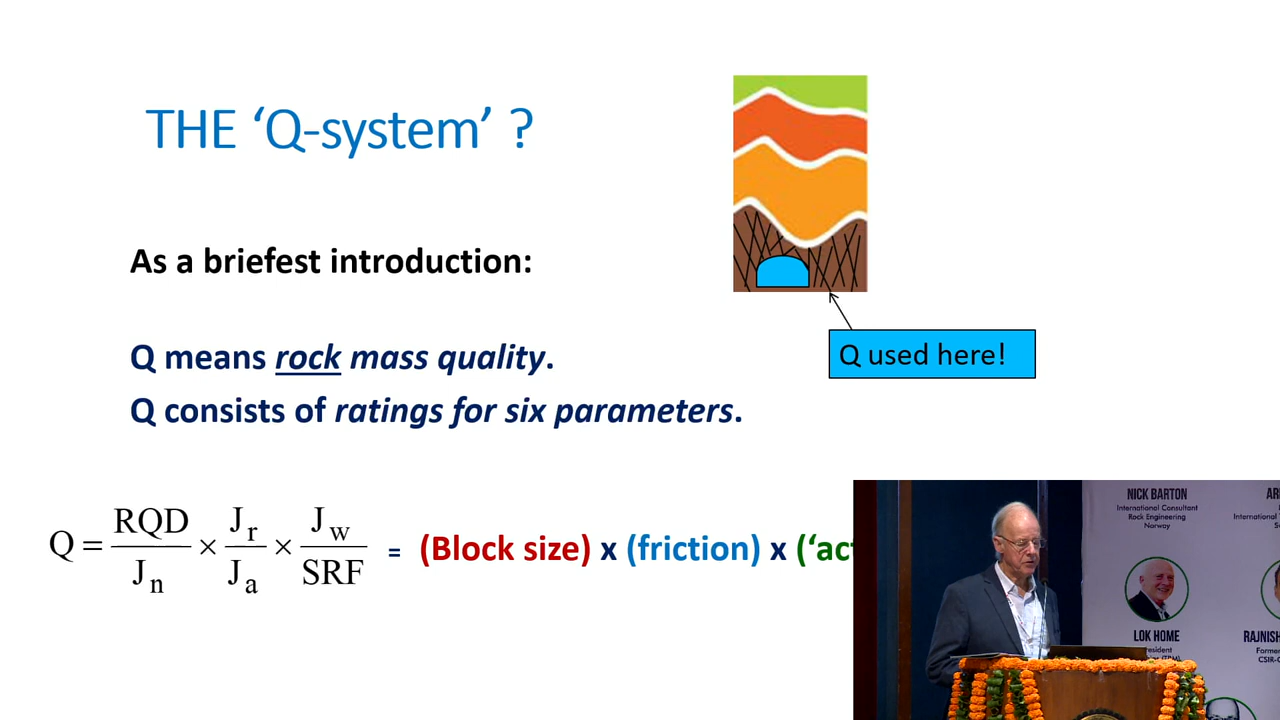 THE ‘Q-system’ ?
As a briefest introduction:
Q means rock mass quality.
Q consists of ratings for six parameters.
Q used here!
Q = RQD/Jn × Jr/Ja × Jw/SRF = (Block size) x (friction) x (‘act
NICK BARTON
International Consultant
Rock Engineering
Norway
LOK HOME
RAJNISH